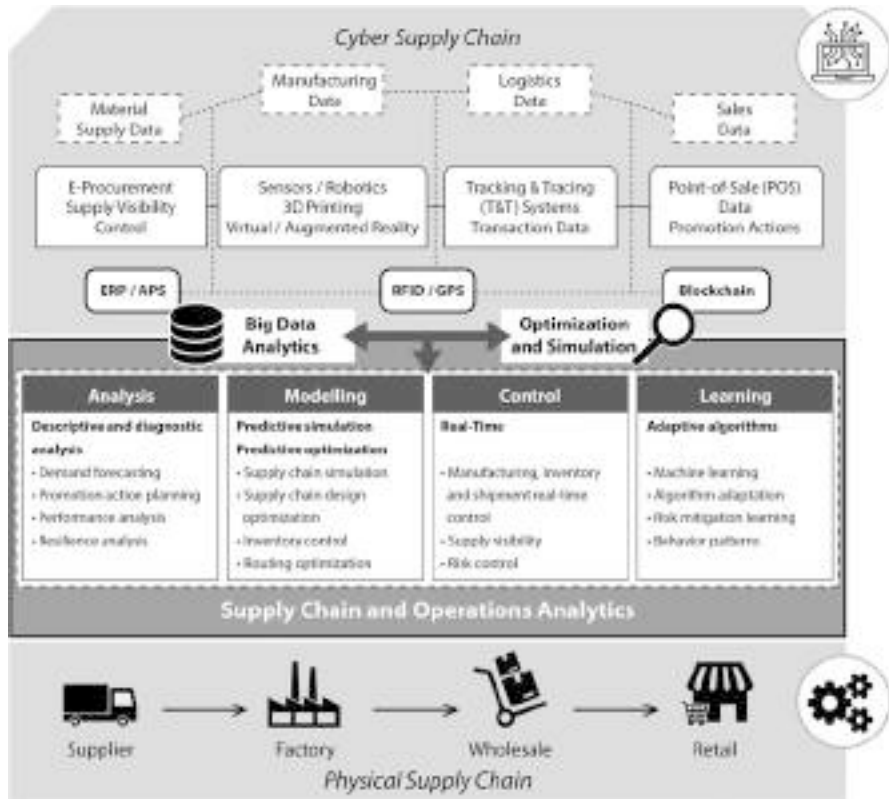 Cyber Supply Chain
Material
Supply Data
Manufacturing
Data
Logistics
Data
Sales
Data
E-Procurement
Supply Visibility
Control
Sensors / Robotics
3D Printing
Virtual / Augmented Reality
Tracking & Tracing
(T&T) Systems
Transaction Data
Point-of-Sale (POS)
Data
Promotion Actions
ERP / APS
RFID / GPS
Blockchain
Big Data
Analytics
Optimization
and Simulation
Analysis
Descriptive and diagnostic
analysis
• Demand forecasting
• Promotion action planning
• Performance analysis
• Resilience analysis
Modelling
Predictive simulation
Predictive optimization
• Supply chain simulation
• Supply chain design
optimization
• Inventory control
• Routing optimization
Control
Real-Time
• Manufacturing, inventory
and shipment real-time
control
• Supply visibility
• Risk control
Learning
Adaptive algorithms
• Machine learning
• Algorithm adaptation
• Risk mitigation learning
• Behavior patterns
Supply Chain and Operations Analytics
Supplier
Factory
Wholesale
Retail
Physical Supply Chain